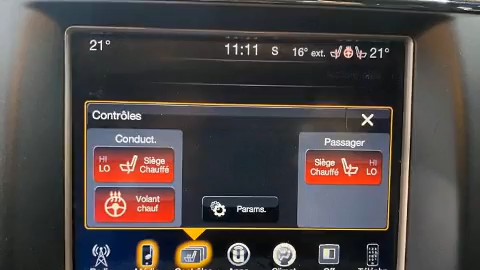 21° 11:11 S 16° ext. 21°
Contrôles X
Conduct. Passager
HI LO Siège Chauffé
Siège Chauffé HI LO
Volant chauf
Params.
Contrôles